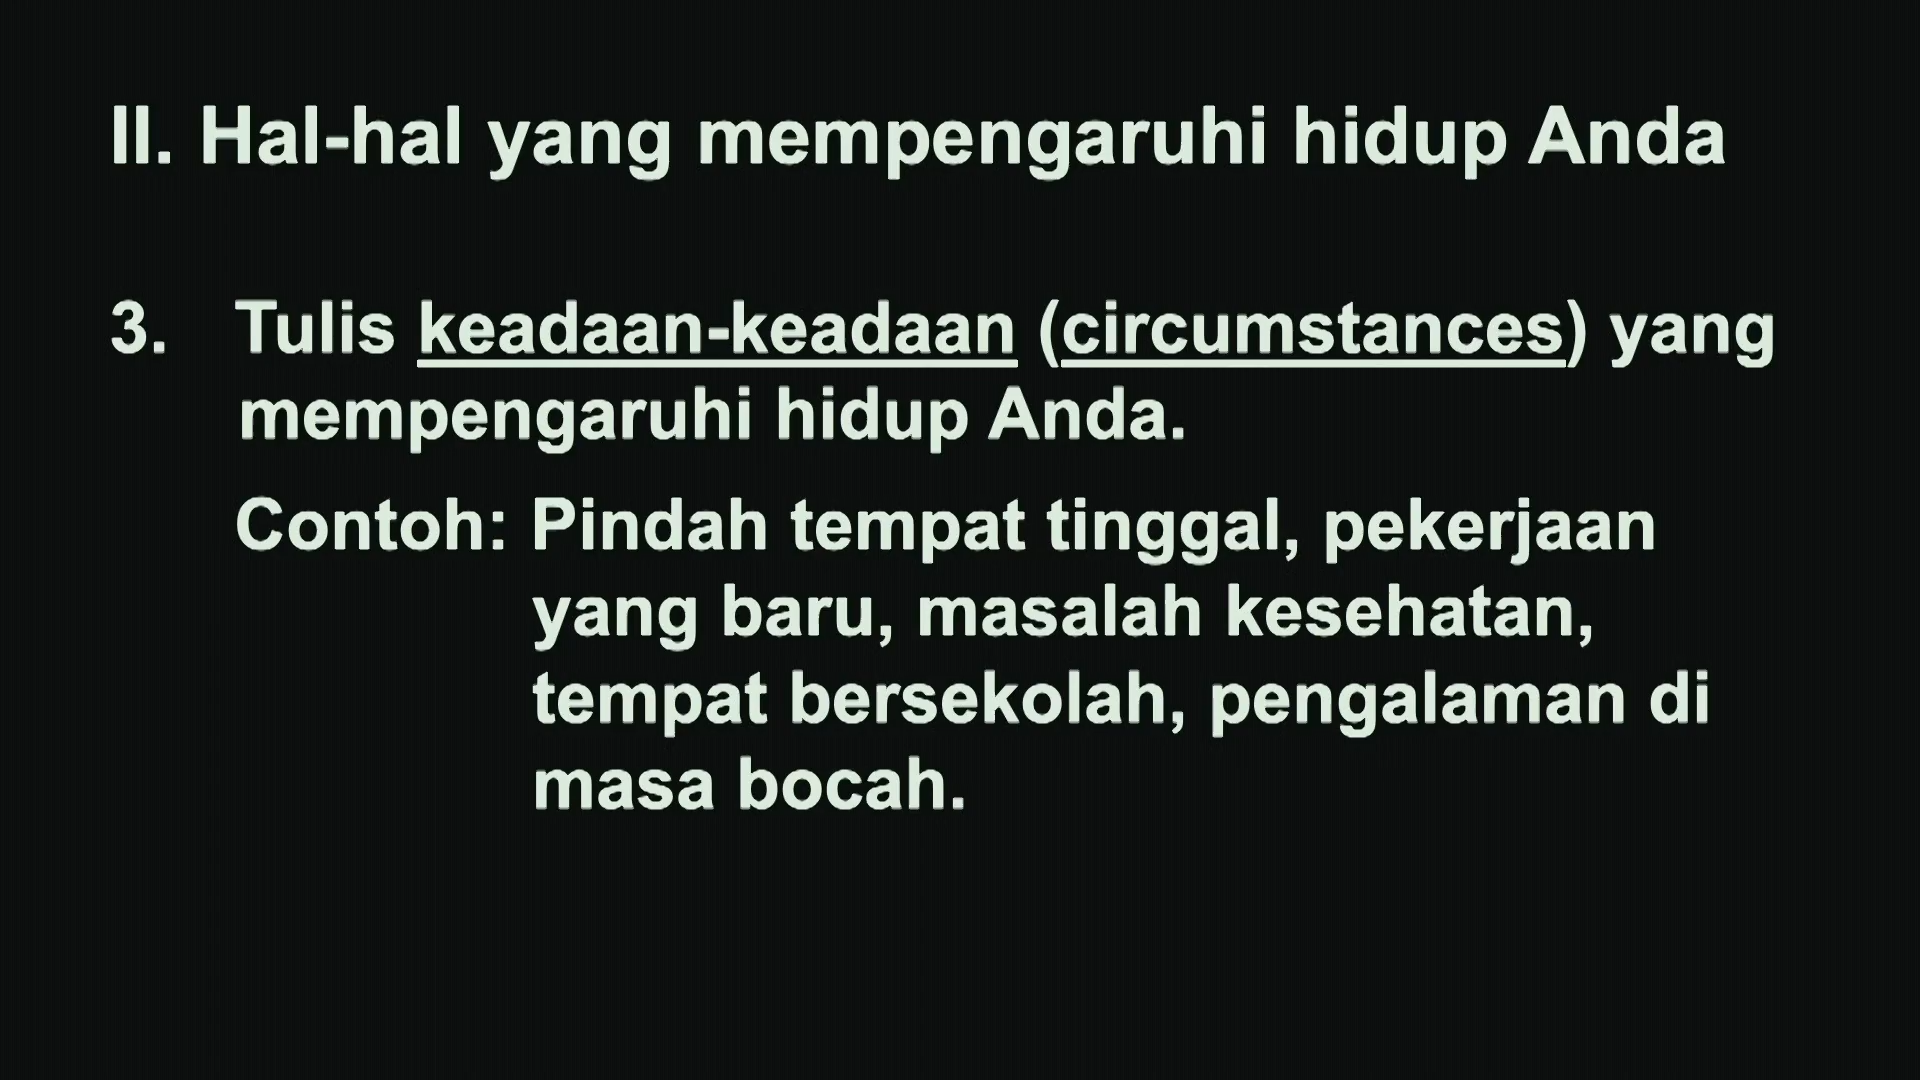 II. Hal-hal yang mempengaruhi hidup Anda
3. Tulis keadaan-keadaan (circumstances) yang
mempengaruhi hidup Anda.
Contoh: Pindah tempat tinggal, pekerjaan
yang baru, masalah kesehatan,
tempat bersekolah, pengalaman di
masa bocah.